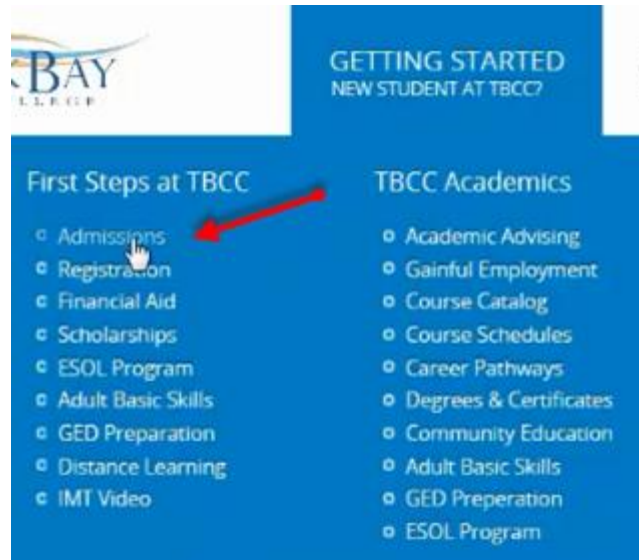 BAY
GETTING STARTED
NEW STUDENT AT TBCC?
First Steps at TBCC
Admissions
Registration
Financial Aid
Scholarships
ESOL Program
Adult Basic Skills
GED Preparation
Distance Learning
IMT Video
TBCC Academics
Academic Advising
Gainful Employment
Course Catalog
Course Schedules
Career Pathways
Degrees & Certificates
Community Education
Adult Basic Skills
GED Preperation
ESOL Program